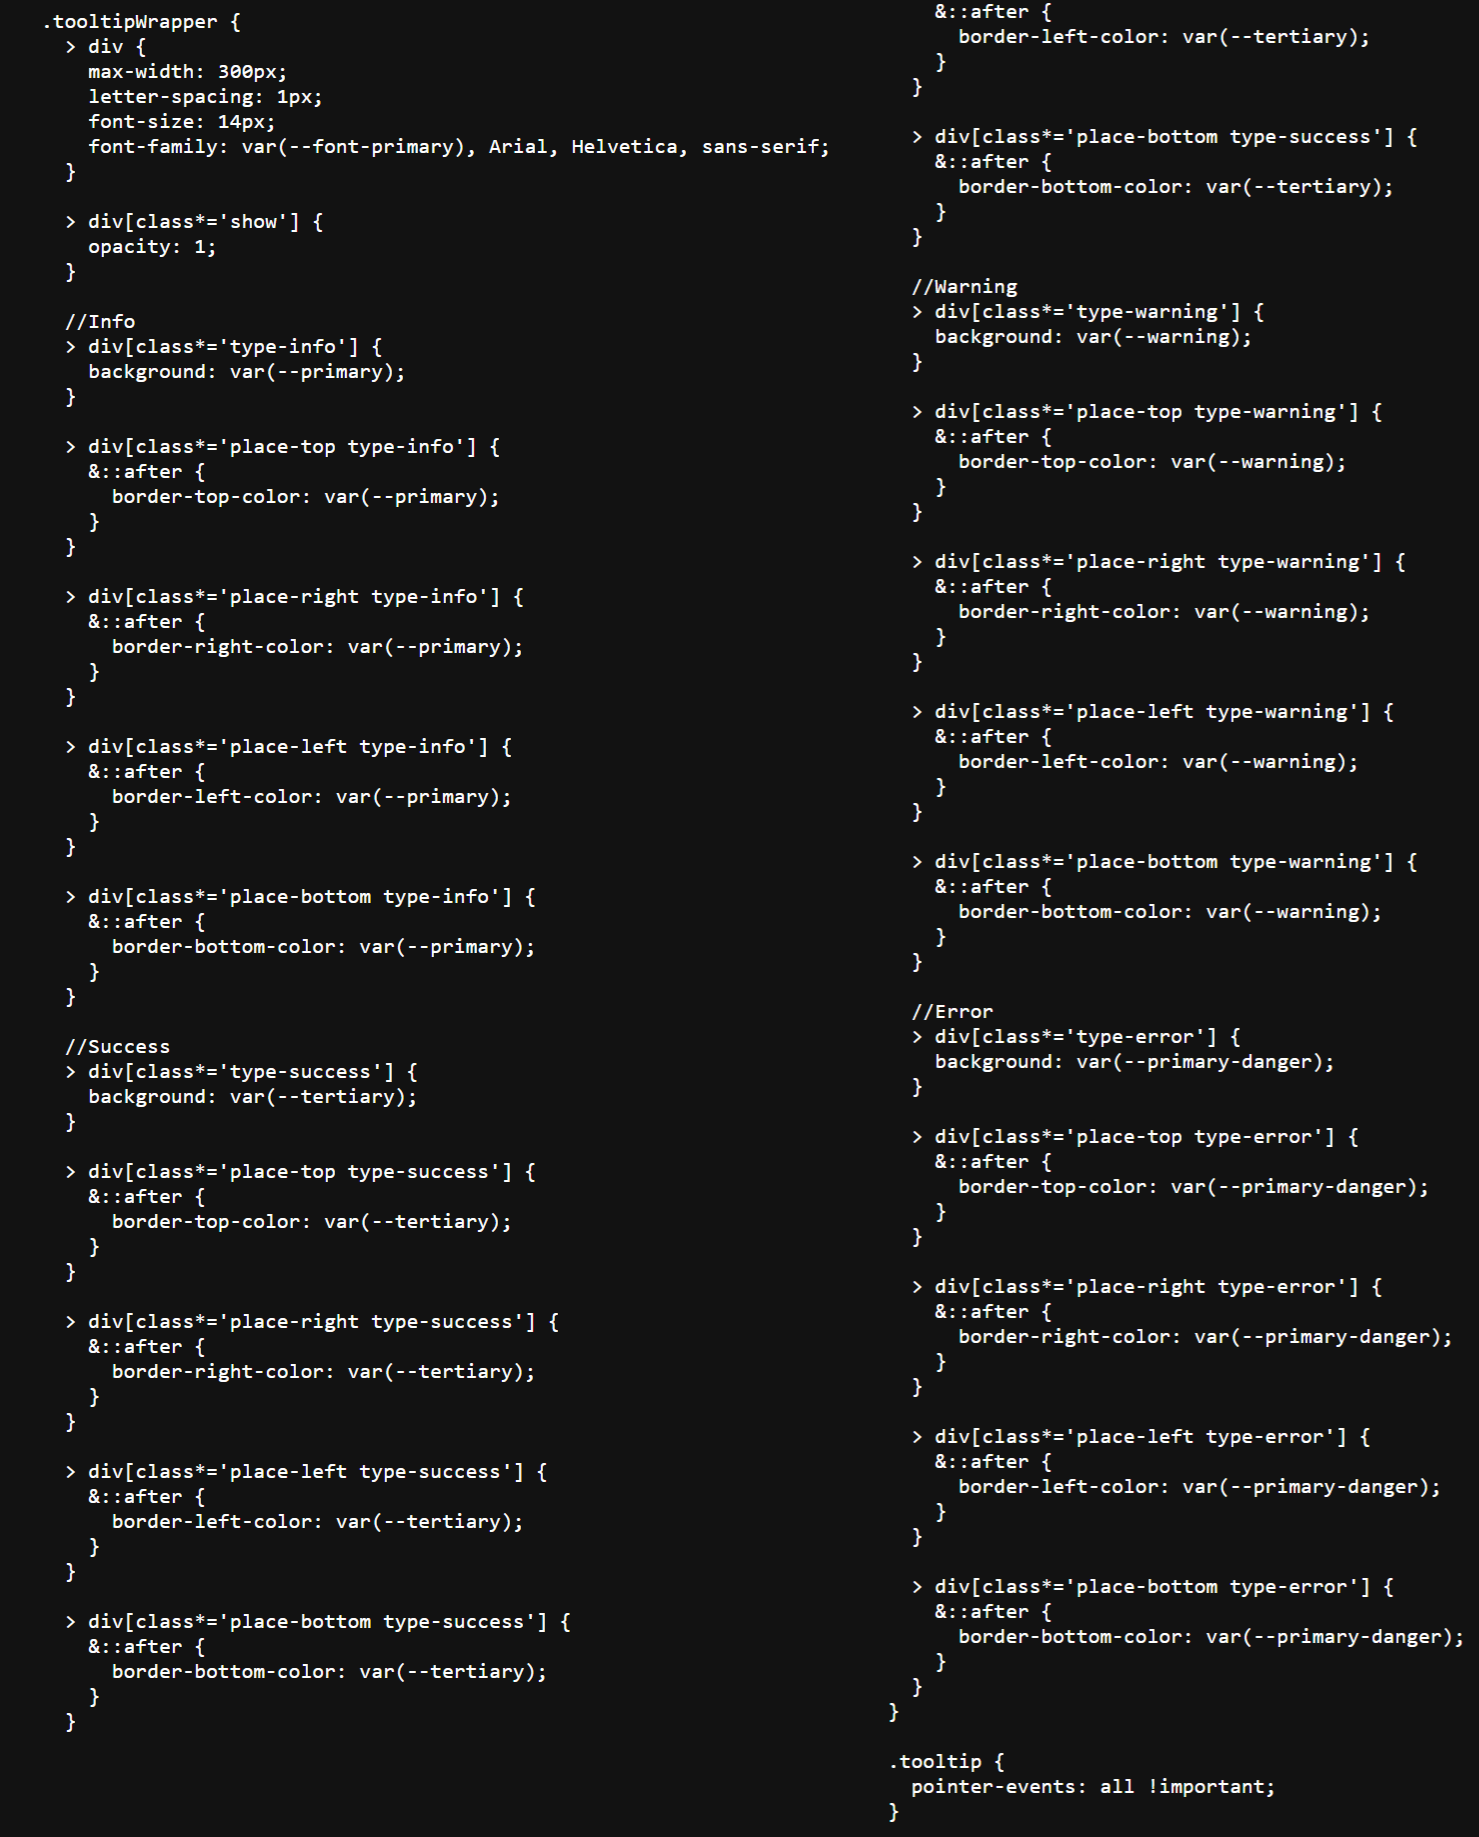 .tooltipWrapper {
  > div {
    max-width: 300px;
    letter-spacing: 1px;
    font-size: 14px;
    font-family: var(--font-primary), Arial, Helvetica, sans-serif;
  }

  > div[class*='show'] {
    opacity: 1;
  }

  //Info
  > div[class*='type-info'] {
    background: var(--primary);
  }

  > div[class*='place-top type-info'] {
    &::after {
      border-top-color: var(--primary);
    }
  }

  > div[class*='place-right type-info'] {
    &::after {
      border-right-color: var(--primary);
    }
  }

  > div[class*='place-left type-info'] {
    &::after {
      border-left-color: var(--primary);
    }
  }

  > div[class*='place-bottom type-info'] {
    &::after {
      border-bottom-color: var(--primary);
    }
  }

  //Success
  > div[class*='type-success'] {
    background: var(--tertiary);
  }

  > div[class*='place-top type-success'] {
    &::after {
      border-top-color: var(--tertiary);
    }
  }

  > div[class*='place-right type-success'] {
    &::after {
      border-right-color: var(--tertiary);
    }
  }

  > div[class*='place-left type-success'] {
    &::after {
      border-left-color: var(--tertiary);
    }
  }

  > div[class*='place-bottom type-success'] {
    &::after {
      border-bottom-color: var(--tertiary);
    }
  }
    &::after {
      border-left-color: var(--tertiary);
    }
  }

  > div[class*='place-bottom type-success'] {
    &::after {
      border-bottom-color: var(--tertiary);
    }
  }

  //Warning
  > div[class*='type-warning'] {
    background: var(--warning);
  }

  > div[class*='place-top type-warning'] {
    &::after {
      border-top-color: var(--warning);
    }
  }

  > div[class*='place-right type-warning'] {
    &::after {
      border-right-color: var(--warning);
    }
  }

  > div[class*='place-left type-warning'] {
    &::after {
      border-left-color: var(--warning);
    }
  }

  > div[class*='place-bottom type-warning'] {
    &::after {
      border-bottom-color: var(--warning);
    }
  }

  //Error
  > div[class*='type-error'] {
    background: var(--primary-danger);
  }

  > div[class*='place-top type-error'] {
    &::after {
      border-top-color: var(--primary-danger);
    }
  }

  > div[class*='place-right type-error'] {
    &::after {
      border-right-color: var(--primary-danger);
    }
  }

  > div[class*='place-left type-error'] {
    &::after {
      border-left-color: var(--primary-danger);
    }
  }

  > div[class*='place-bottom type-error'] {
    &::after {
      border-bottom-color: var(--primary-danger);
    }
  }
}

.tooltip {
  pointer-events: all !important;
}